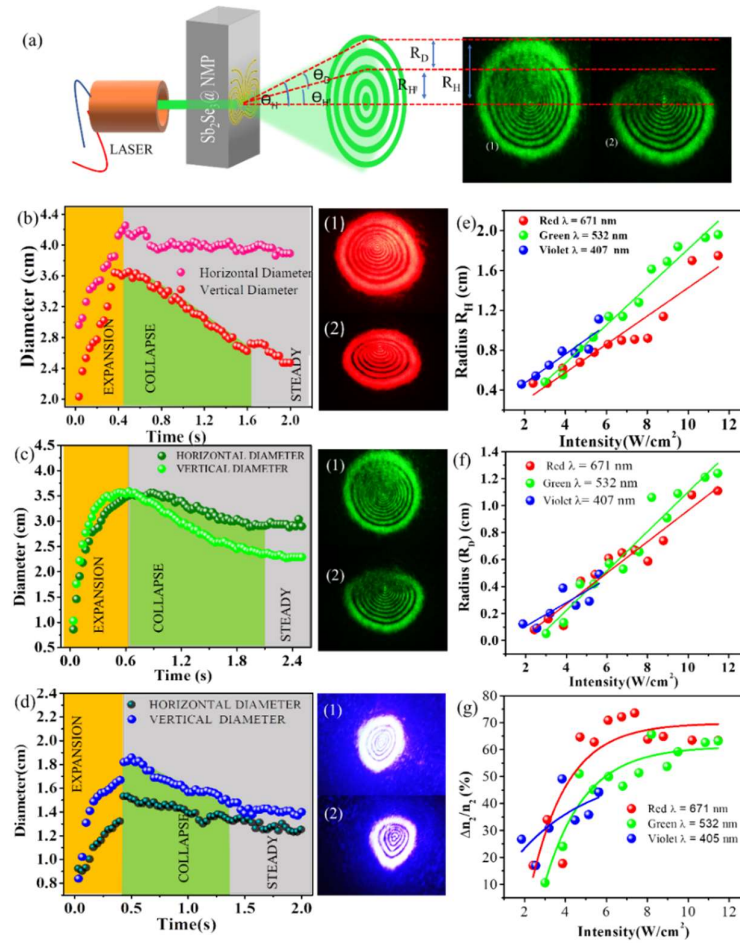 (a)
Sb2Se3@ NMP
LASER
ΘH
ΘD
ΘH'
RD
RH'
RH
(1)
(2)
(b)
4.4
4.0
3.6
3.2
2.8
2.4
2.0
Diameter (cm)
EXPANSION
COLLAPSE
STEADY
Horizontal Diameter
Vertical Diameter
0.0 0.4 0.8 1.2 1.6 2.0
Time (s)
(1)
(2)
(e)
2.0
1.6
1.2
0.8
0.4
Radius RH (cm)
Red λ = 671 nm
Green λ = 532 nm
Violet λ = 407 nm
2 4 6 8 10 12
Intensity(W/cm2)
(c)
4.5
4.0
3.5
3.0
2.5
2.0
1.5
1.0
0.5
Diameter (cm)
EXPANSION
COLLAPSE
STEADY
HORIZONTAL DIAMETER
VERTICAL DIAMETER
0.0 0.6 1.2 1.8 2.4
Time (s)
(1)
(2)
(f)
1.2
1.0
0.8
0.6
0.4
0.2
0.0
Radius (RD) (cm)
Red λ = 671 nm
Green λ = 532 nm
Violet λ= 407 nm
2 4 6 8 10 12
Intensity(W/cm2)
(d)
2.4
2.2
2.0
1.8
1.6
1.4
1.2
1.0
0.8
Diameter(cm)
EXPANSION
COLLAPSE
STEADY
HORIZONTAL DIAMETER
VERTICAL DIAMETER
0.0 0.5 1.0 1.5 2.0
Time(s)
(1)
(2)
(g)
80
70
60
50
40
30
20
10
Δn2/n2 (%)
Red λ = 671 nm
Green λ = 532 nm
Violet λ = 405 nm
2 4 6 8 10 12
Intensity(W/cm2)